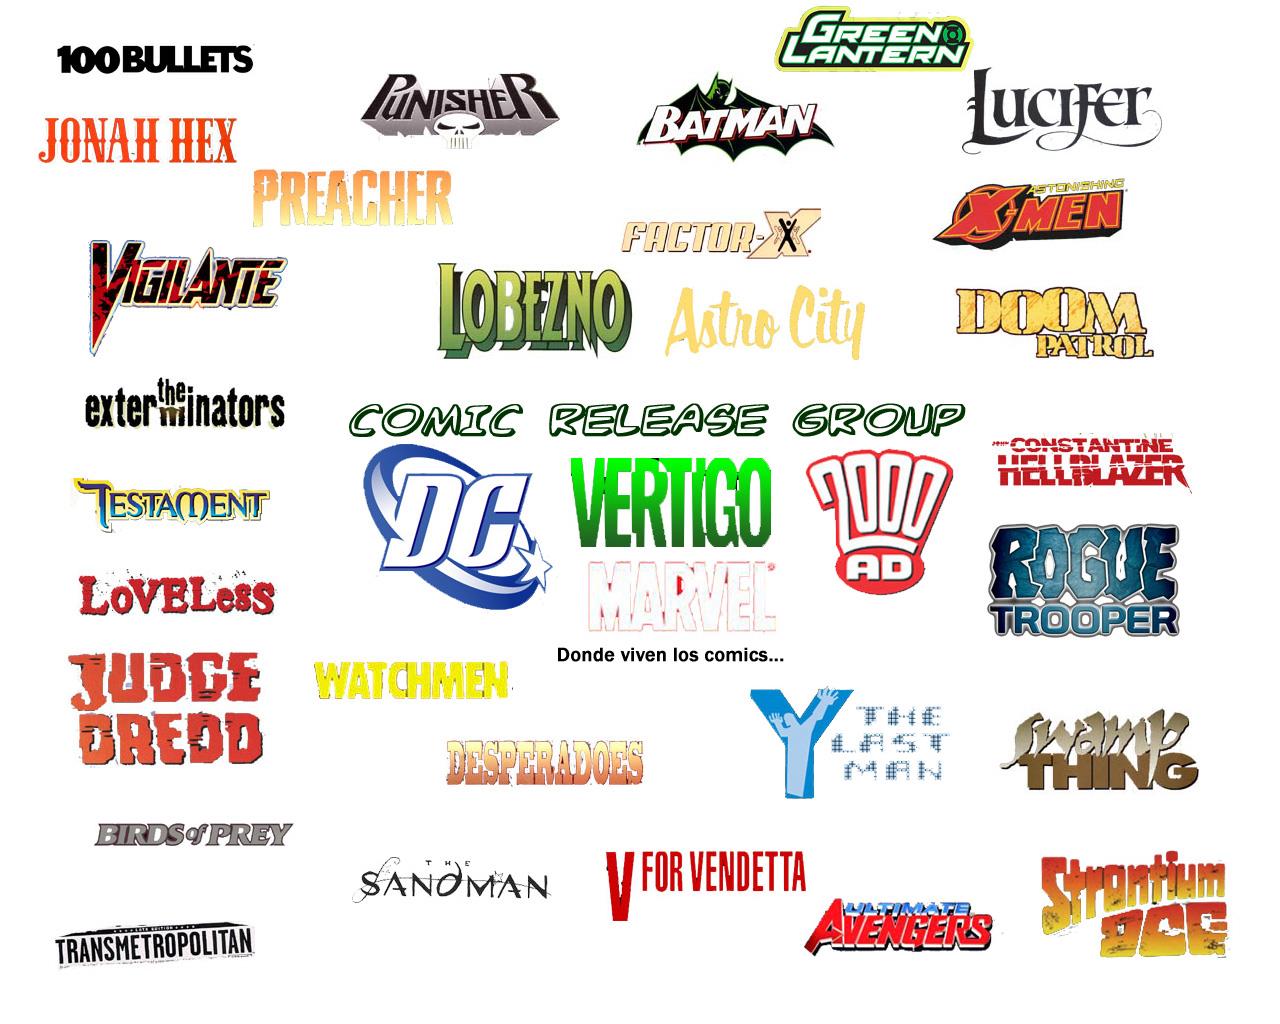 GREEN
LANTERN
100 BULLETS
PUNISHER
BATMAN
LUCIFER
JONAH HEX
PREACHER
ASTONISHING
X-MEN
FACTOR-X
VIGILANTE
LOBEZNO
Astro City
DOOM
PATROL
the
exterminators
COMIC RELEASE GROUP
JOHN CONSTANTINE
HELLBLAZER
TESTAMENT
DC
VERTIGO
2000
AD
MARVEL
ROGUE
TROOPER
LOVELESS
Donde viven los comics...
JUDGE
DREDD
WATCHMEN
Y THE
LAST
MAN
swamp
THING
DESPERADOES
BIRDS of PREY
THE
SANDMAN
V FOR VENDETTA
Strontium
DOG
ULTIMATE
AVENGERS
TRANSMETROPOLITAN